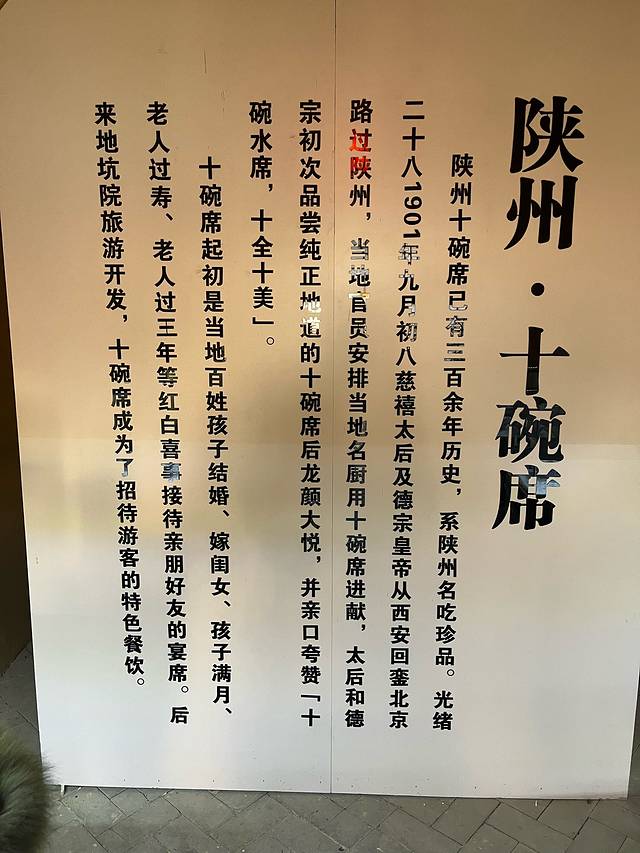 陕州·十碗席
陕州十碗席已有三百余年历史，系陕州名吃珍品。光绪
二十八1901年九月初八慈禧太后及德宗皇帝从西安回銮北京
路过陕州，当地官员安排当地名厨用十碗席进献，太后和德
宗初次品尝纯正地道的十碗席后龙颜大悦，并亲口夸赞「十
碗水席，十全十美」。
十碗席起初是当地百姓孩子结婚、嫁闺女、孩子满月、
老人过寿、老人过三年等红白喜事接待亲朋好友的宴席。后
来地坑院旅游开发，十碗席成为了招待游客的特色餐饮。